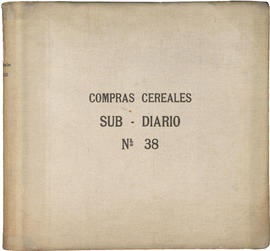 COMPRAS CEREALES
SUB - DIARIO
Nº 38